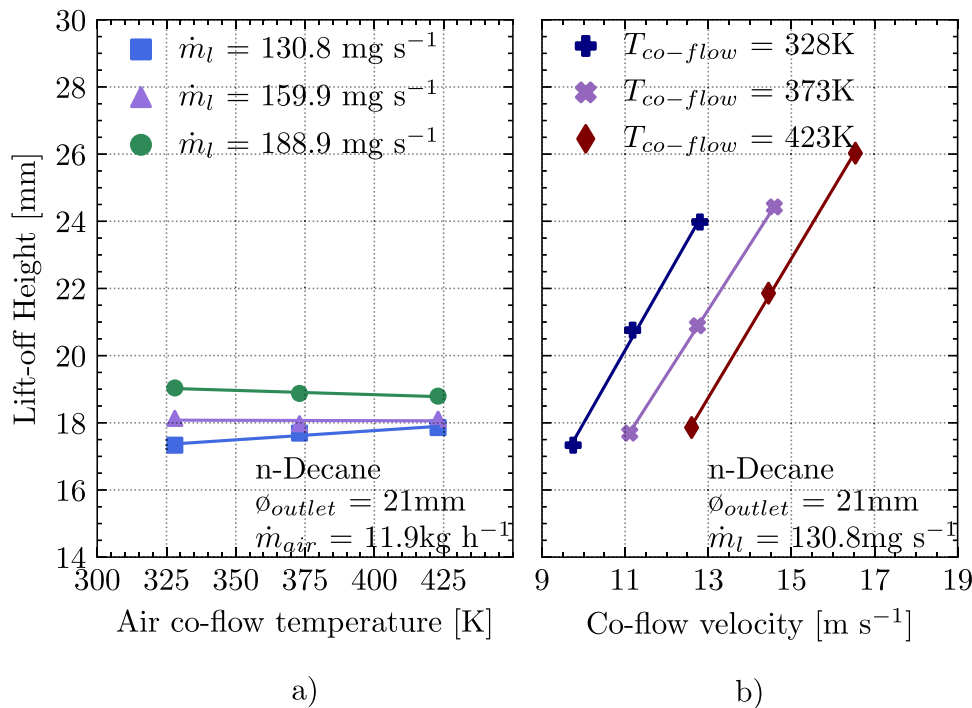 30
28
26
24
22
20
18
16
14
Lift-off Height [mm]
ṁ_l = 130.8 mg s⁻¹
ṁ_l = 159.9 mg s⁻¹
ṁ_l = 188.9 mg s⁻¹
n-Decane
ø_outlet = 21mm
ṁ_air = 11.9kg h⁻¹
300 325 350 375 400 425
Air co-flow temperature [K]
a)
T_co−flow = 328K
T_co−flow = 373K
T_co−flow = 423K
n-Decane
ø_outlet = 21mm
ṁ_l = 130.8mg s⁻¹
9 11 13 15 17 19
Co-flow velocity [m s⁻¹]
b)